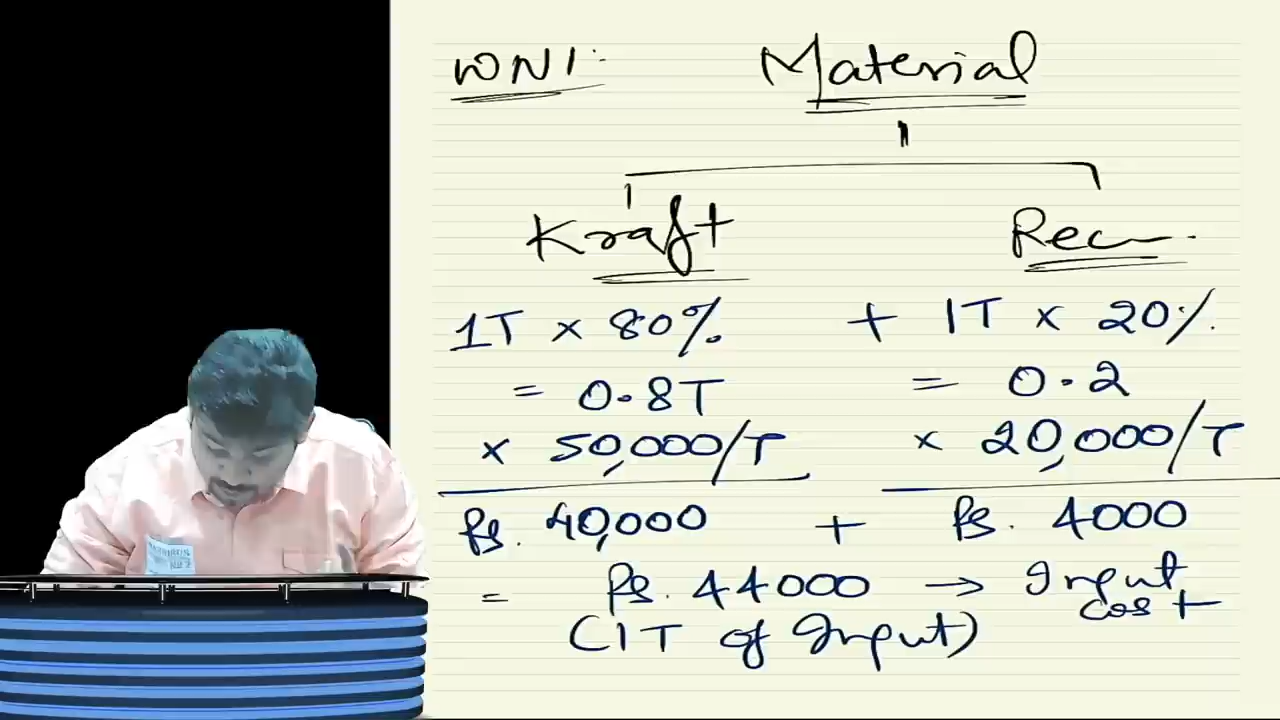 WN1: Material
Kraft Rec.
1T × 80% + 1T × 20%.
= 0.8T = 0.2
× 50,000/T × 20,000/T
Rs. 40,000 + Rs. 4000
= Rs. 44000 → Input cost
(1T of Input)